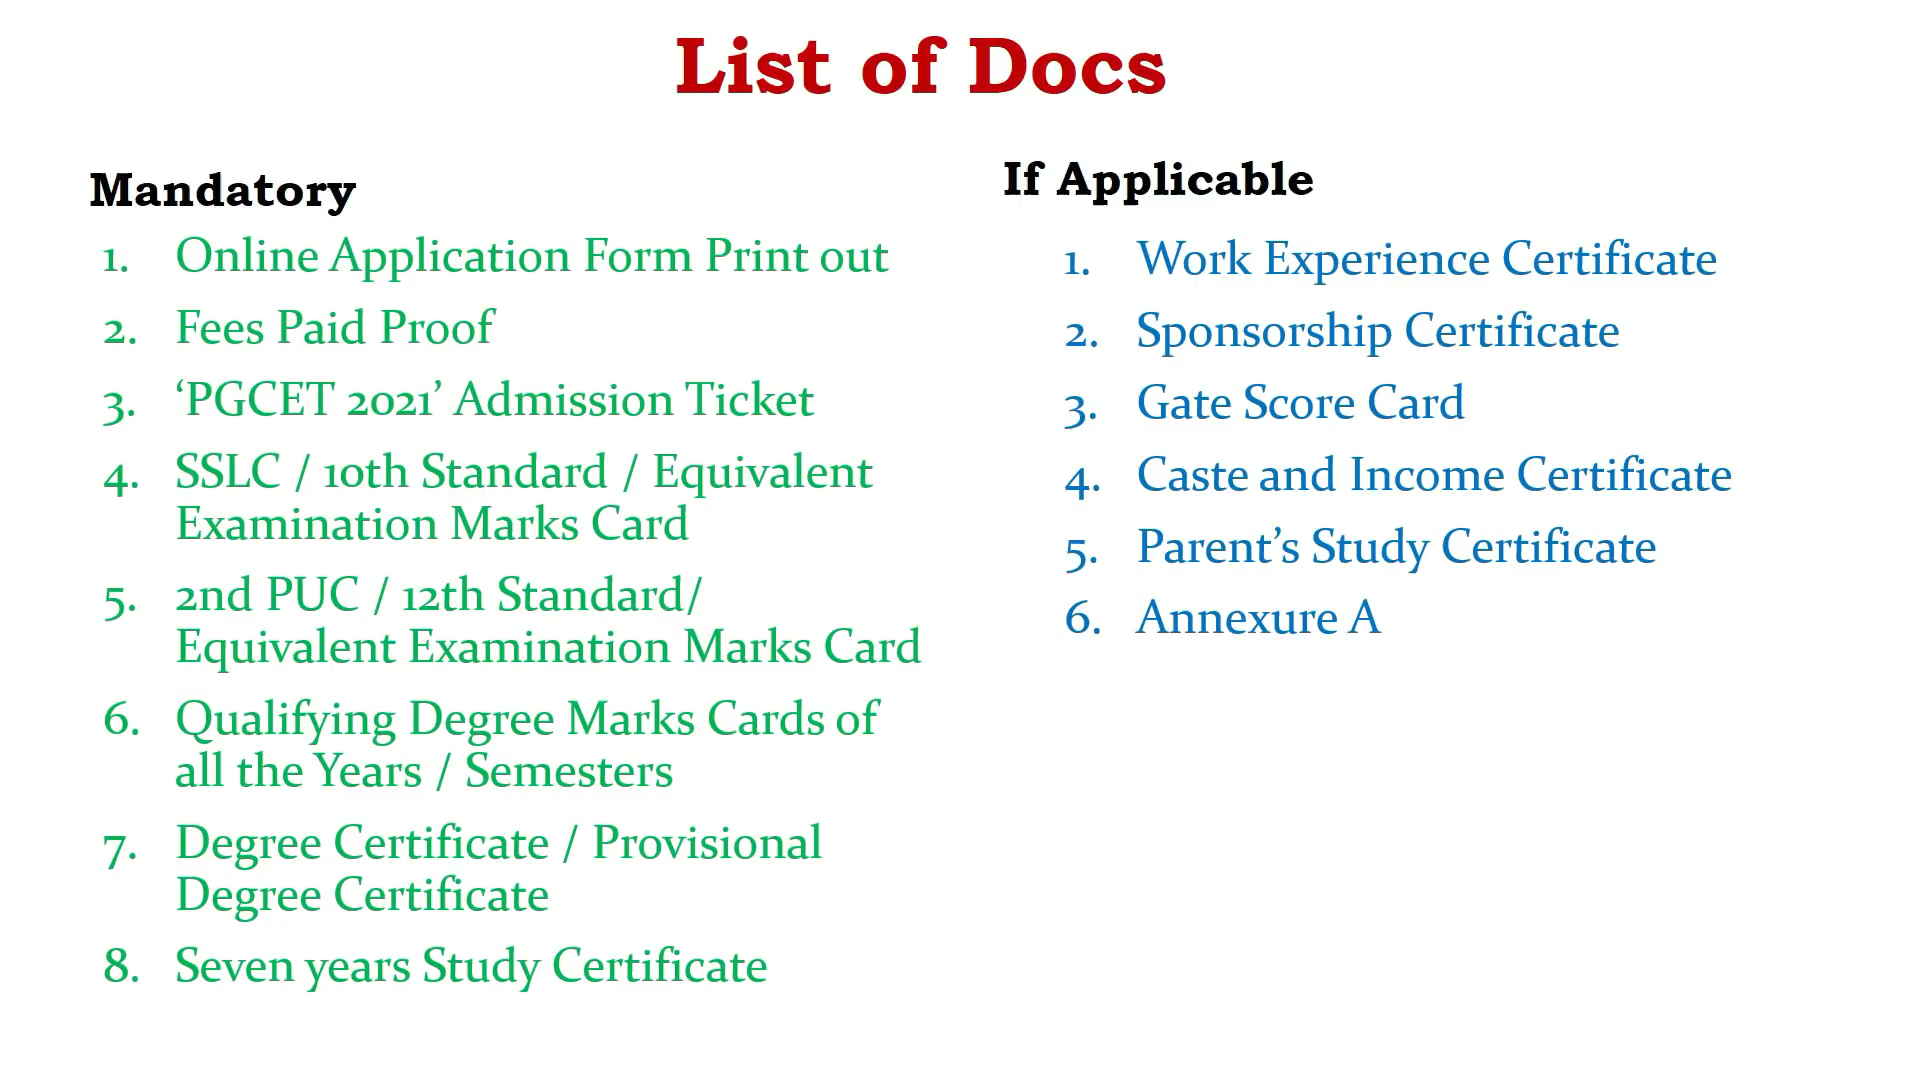 List of Docs
Mandatory
1. Online Application Form Print out
2. Fees Paid Proof
3. ‘PGCET 2021’ Admission Ticket
4. SSLC / 10th Standard / Equivalent
Examination Marks Card
5. 2nd PUC / 12th Standard/
Equivalent Examination Marks Card
6. Qualifying Degree Marks Cards of
all the Years / Semesters
7. Degree Certificate / Provisional
Degree Certificate
8. Seven years Study Certificate
If Applicable
1. Work Experience Certificate
2. Sponsorship Certificate
3. Gate Score Card
4. Caste and Income Certificate
5. Parent’s Study Certificate
6. Annexure A